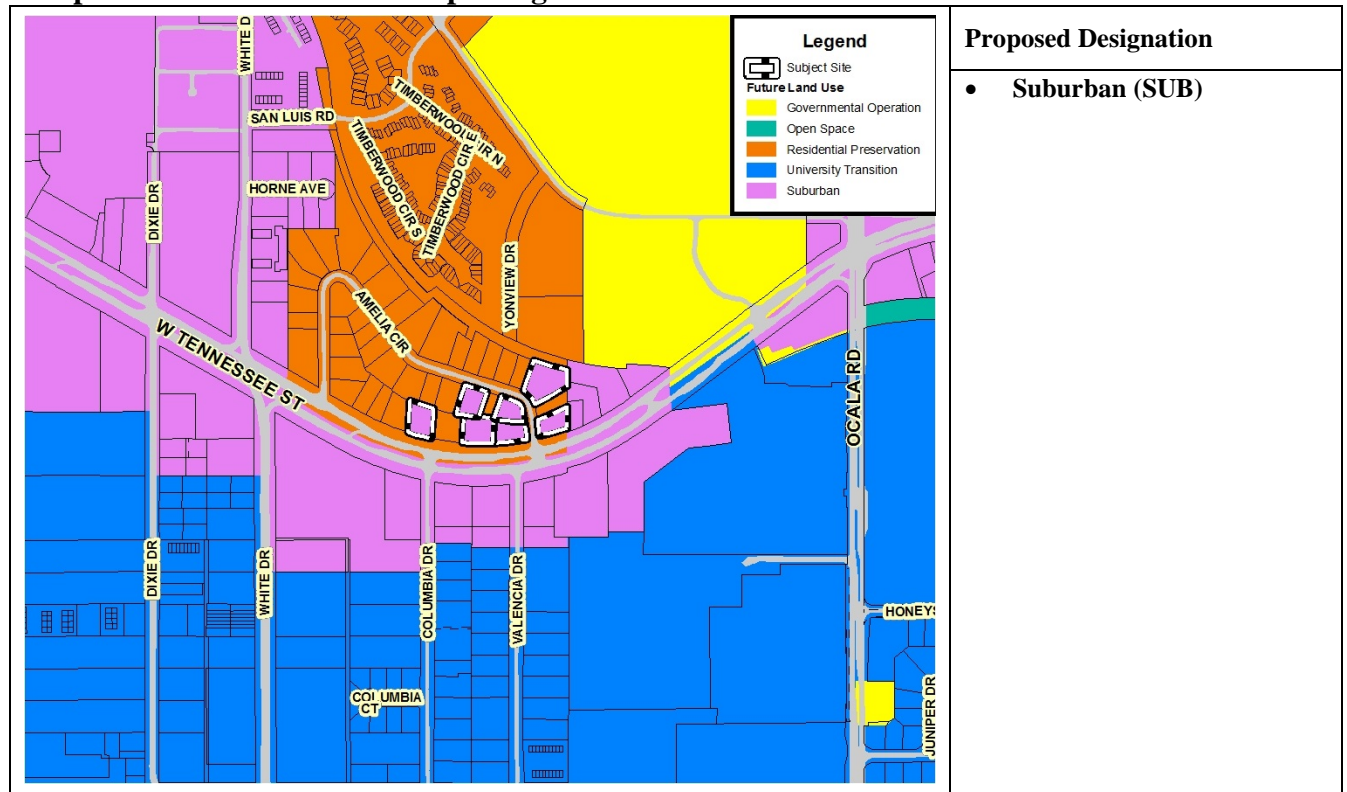 Proposed Designation
• Suburban (SUB)
Legend
Subject Site
Future Land Use
Governmental Operation
Open Space
Residential Preservation
University Transition
Suburban
WHITE D
SAN LUIS RD
TIMBERWOOD CIR S
TIMBERWOOD CIR E
HORNE AVE
DIXIE DR
YONVIEW DR
AMELIA CIR
W TENNESSEE ST
OCALA RD
DIXIE DR
WHITE DR
COLUMBIA DR
VALENCIA DR
HONEYS
COLUMBIA
CT
JUNIPER DR